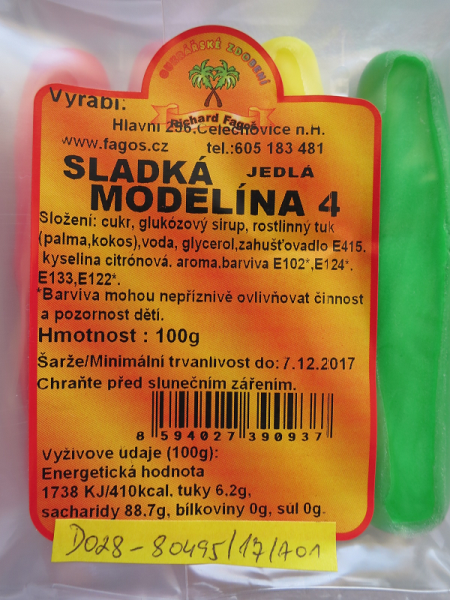 CUKRÁŘSKÉ ZDOBENÍ
Richard Fagoš
Vyrábí:
Hlavní 256,Čelechovice n.H.
www.fagos.cz tel.:605 183 481
SLADKÁ JEDLÁ
MODELÍNA 4
Složení: cukr, glukózový sirup, rostlinný tuk
(palma,kokos),voda, glycerol,zahušťovadlo E415,
kyselina citrónová, aroma,barviva E102*,E124*,
E133,E122*.
*Barviva mohou nepříznivě ovlivňovat činnost
a pozornost dětí.
Hmotnost : 100g
Šarže/Minimální trvanlivost do: 7.12.2017
Chraňte před slunečním zářením.
8 594027 390937
Výživové údaje (100g):
Energetická hodnota
1738 KJ/410kcal, tuky 6,2g,
sacharidy 88,7g, bílkoviny 0g, sůl 0g.
D028-80495/17/A01